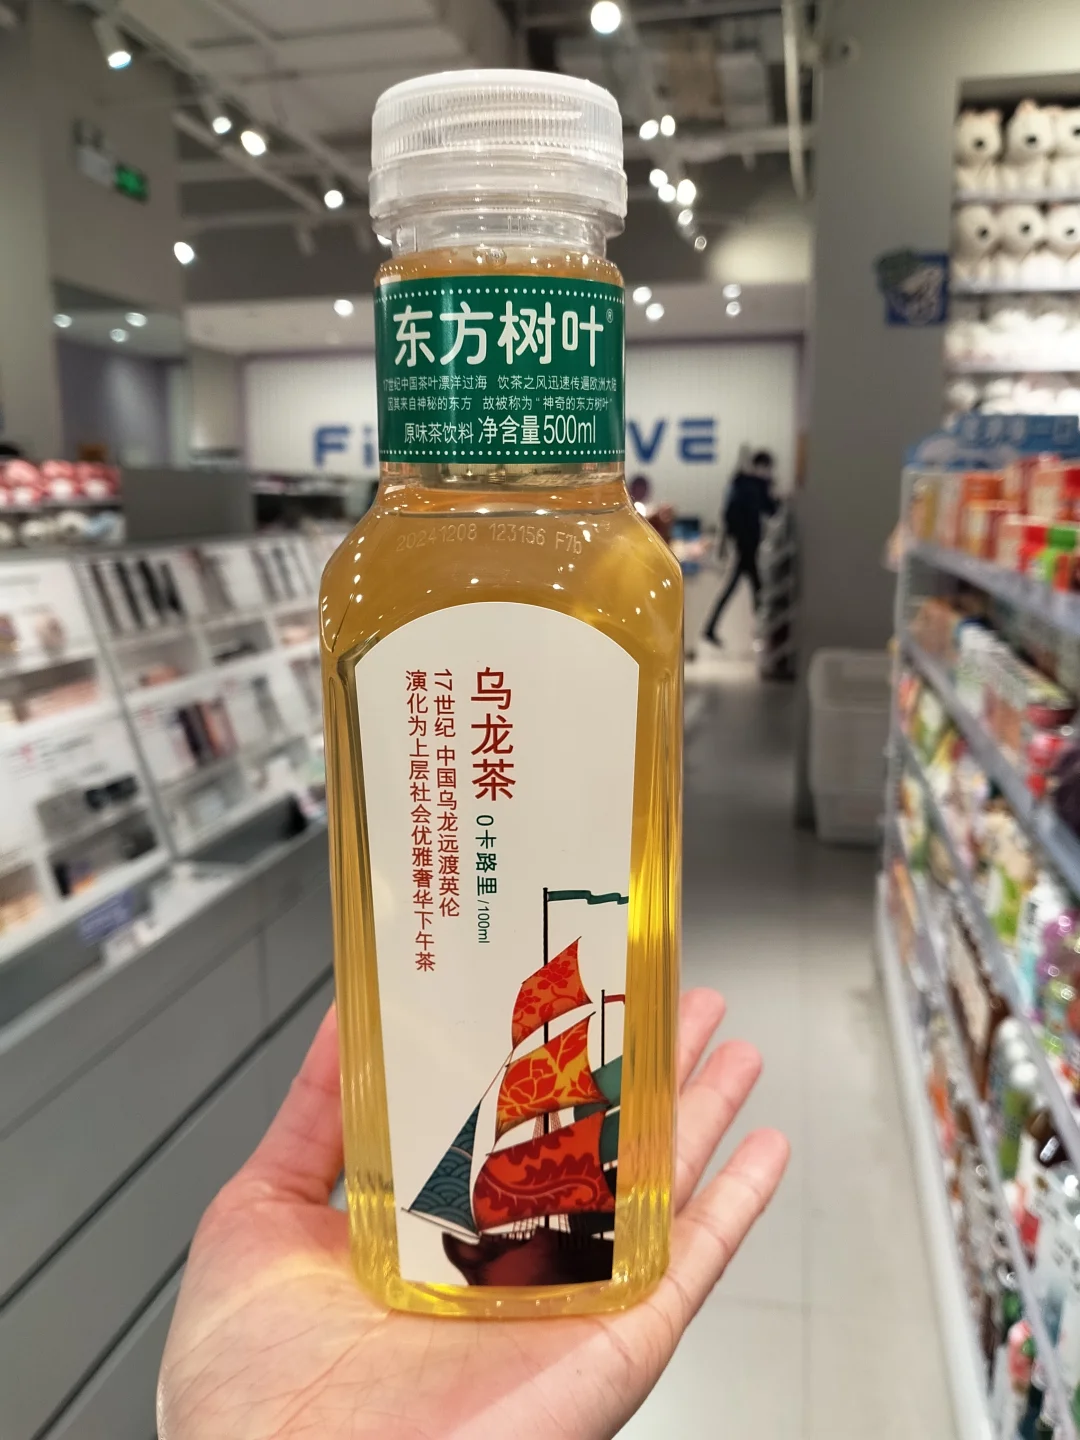 东方树叶®
17世纪中国茶叶漂洋过海 饮茶之风迅速传遍欧洲大陆
因其来自神秘的东方 故被称为“神奇的东方树叶”
原味茶饮料 净含量500ml
20241208 123156 F7b
乌龙茶 0卡路里/100ml
17世纪 中国乌龙远渡英伦
演化为上层社会优雅奢华下午茶
Fi
VE